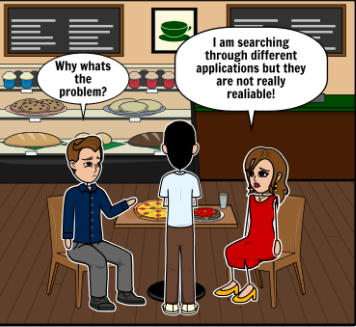 Why whats
the
problem?
I am searching
through different
applications but they
are not really
realiable!